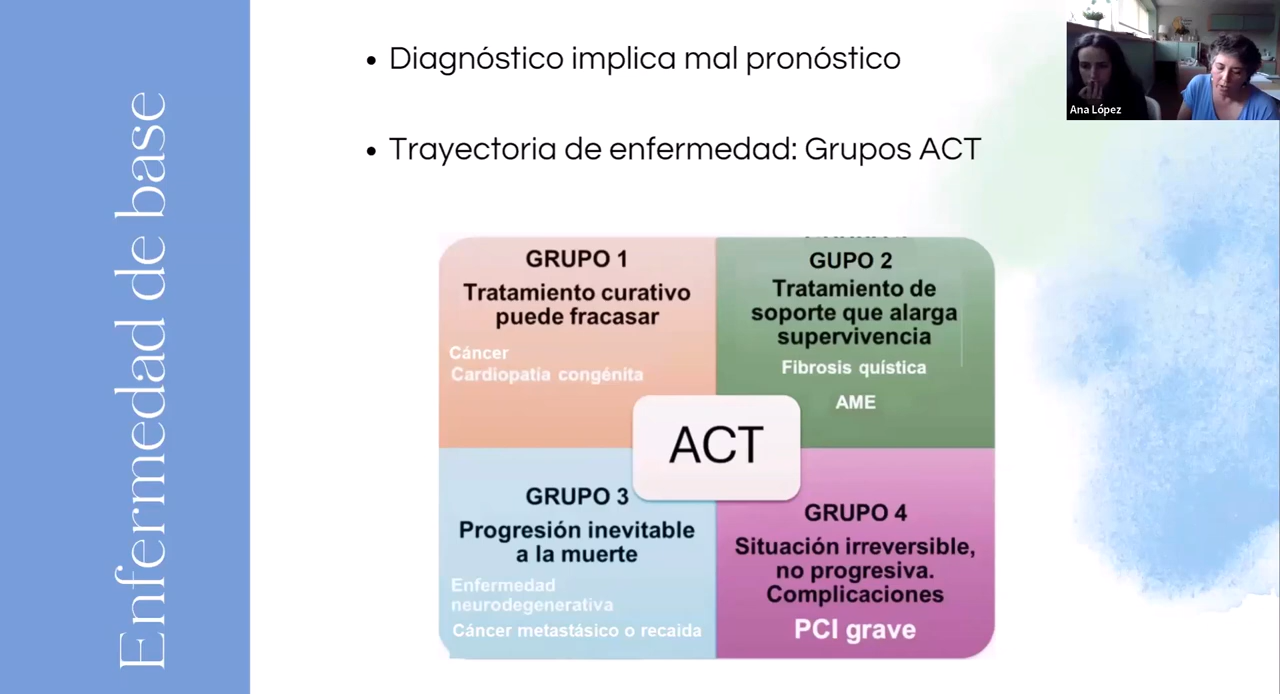 Enfermedad de base
• Diagnóstico implica mal pronóstico
• Trayectoria de enfermedad: Grupos ACT
Ana López
GRUPO 1
Tratamiento curativo
puede fracasar
Cáncer
Cardiopatía congénita
GUPO 2
Tratamiento de
soporte que alarga
supervivencia
Fibrosis quística
AME
ACT
GRUPO 3
Progresión inevitable
a la muerte
Enfermedad
neurodegenerativa
Cáncer metastásico o recaida
GRUPO 4
Situación irreversible,
no progresiva.
Complicaciones
PCI grave